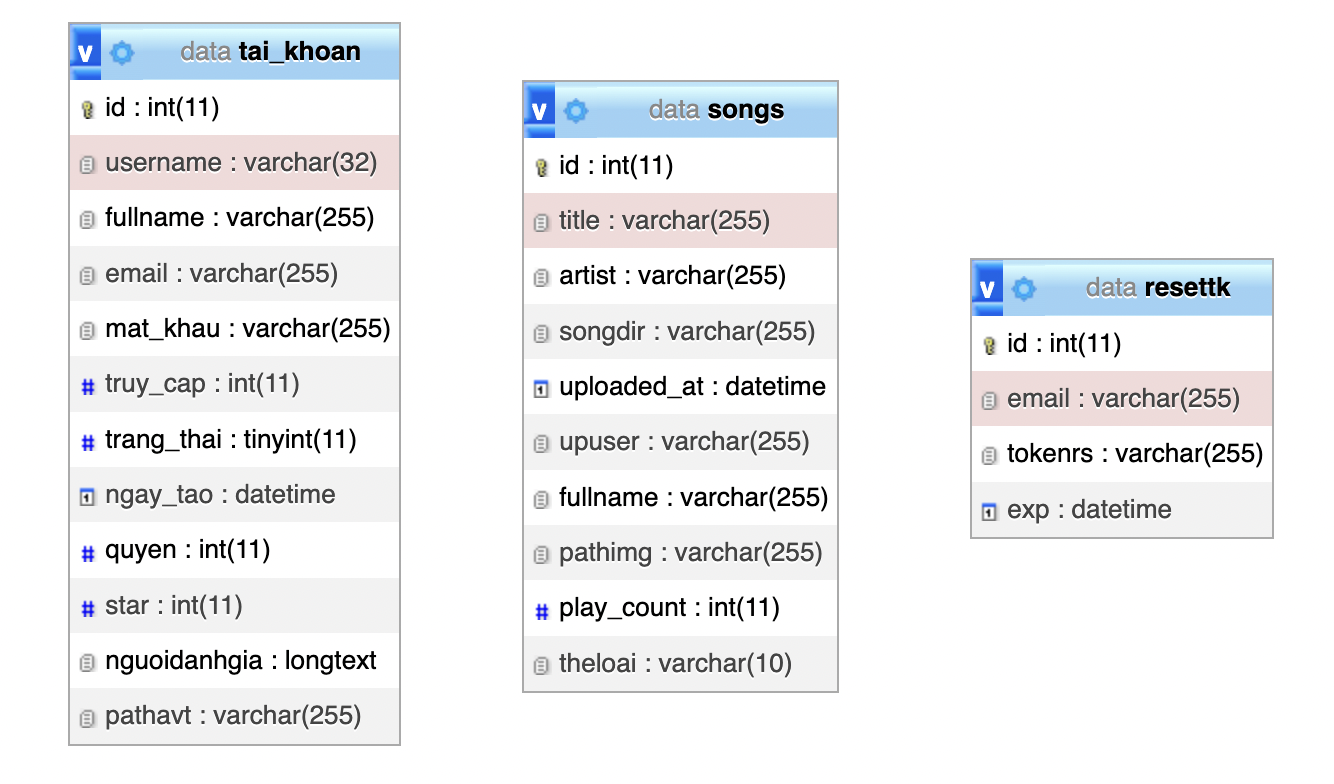 v data tai_khoan
id : int(11)
username : varchar(32)
fullname : varchar(255)
email : varchar(255)
mat_khau : varchar(255)
# truy_cap : int(11)
# trang_thai : tinyint(11)
ngay_tao : datetime
# quyen : int(11)
# star : int(11)
nguoidanhgia : longtext
pathavt : varchar(255)
v data songs
id : int(11)
title : varchar(255)
artist : varchar(255)
songdir : varchar(255)
uploaded_at : datetime
upuser : varchar(255)
fullname : varchar(255)
pathimg : varchar(255)
# play_count : int(11)
theloai : varchar(10)
v data resettk
id : int(11)
email : varchar(255)
tokenrs : varchar(255)
exp : datetime